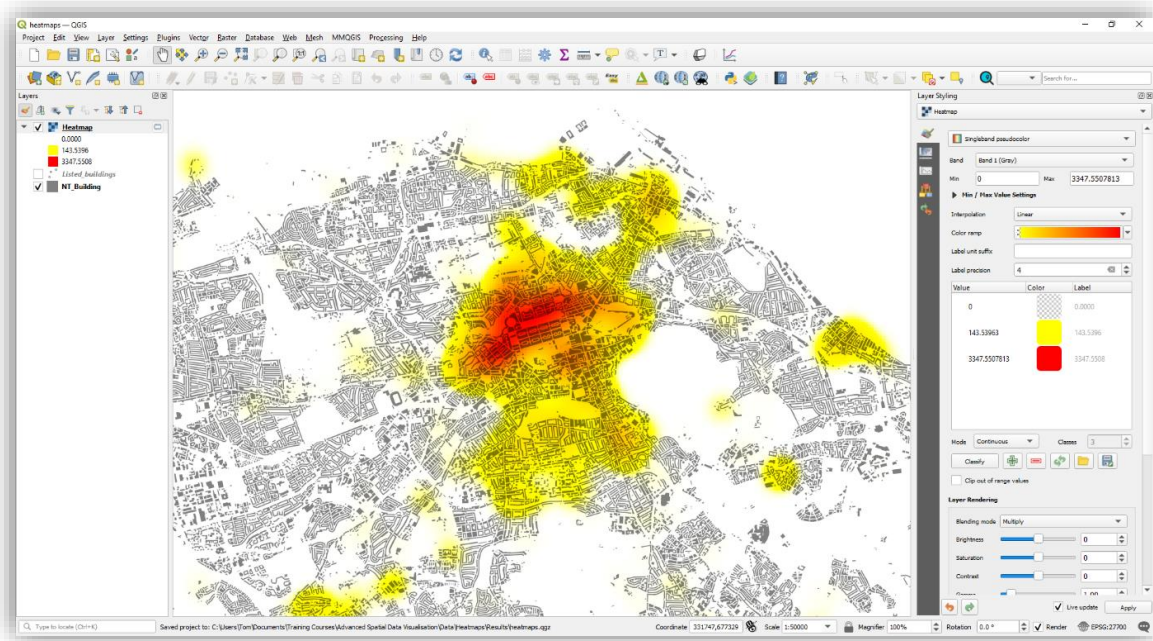 heatmaps — QGIS
Project Edit View Layer Settings Plugins Vector Raster Database Web Mesh MMQGIS Processing Help
Search for...
Layers
Heatmap
0.0000
143.5396
3347.5508
Listed_buildings
NT_Building
Layer Styling
Heatmap
Singleband pseudocolor
Band Band 1 (Gray)
Min 0 Max 3347.5507813
Min / Max Value Settings
Interpolation Linear
Color ramp
Label unit suffix
Label precision 4
Value Color Label
0 0.0000
143.53963 143.5396
3347.5507813 3347.5508
Mode Continuous Classes 3
Classify
Clip out of range values
Layer Rendering
Blending mode Multiply
Brightness 0
Saturation 0
Contrast 0
Live update Apply
Type to locate (Ctrl+K)
Saved project to: C:\Users\Tom\Documents\Training Courses\Advanced Spatial Data Visualisation\Data\Heatmaps\Results\heatmaps.qgz
Coordinate 331747,677329 Scale 1:50000 Magnifier 100% Rotation 0.0 ° Render EPSG:27700